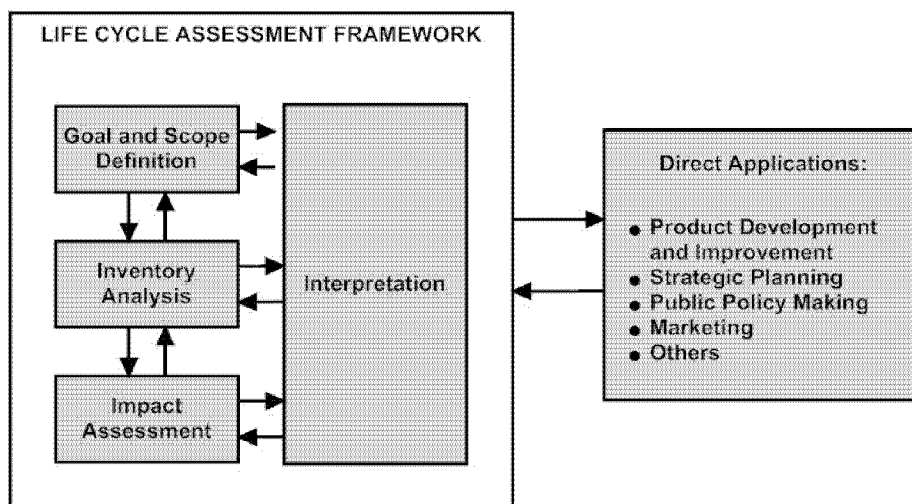 LIFE CYCLE ASSESSMENT FRAMEWORK
Goal and Scope
Definition
Inventory
Analysis
Impact
Assessment
Interpretation
Direct Applications:
● Product Development
and Improvement
● Strategic Planning
● Public Policy Making
● Marketing
● Others